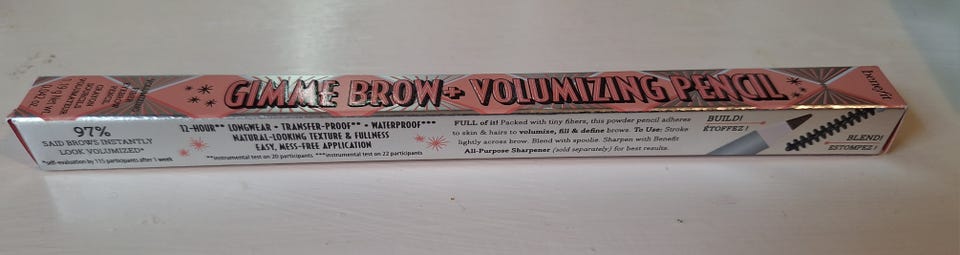 GIMME BROW+ VOLUMIZING PENCIL
benefit
97%
SAID BROWS INSTANTLY
LOOK VOLUMIZED*
*self-evaluation by 115 participants after 1 week
12-HOUR** LONGWEAR • TRANSFER-PROOF** • WATERPROOF***
NATURAL-LOOKING TEXTURE & FULLNESS
EASY, MESS-FREE APPLICATION
**instrumental test on 20 participants ***instrumental test on 22 participants
FULL of it! Packed with tiny fibers, this powder pencil adheres
to skin & hairs to volumize, fill & define brows. To Use: Stroke
lightly across brow. Blend with spoolie. Sharpen with Benefit
All-Purpose Sharpener (sold separately) for best results.
BUILD!
ÉTOFFEZ !
BLEND!
ESTOMPEZ !